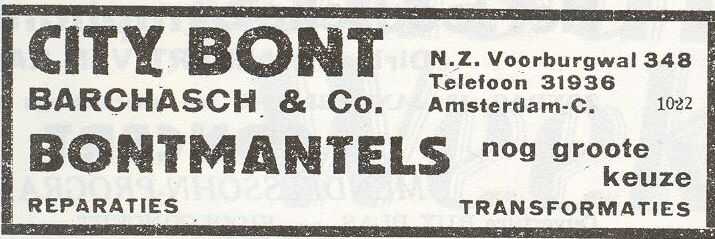 CITY BONT
BARCHASCH & Co.
N.Z. Voorburgwal 348
Telefoon 31936
Amsterdam-C. 1022
BONTMANTELS
nog groote
keuze
REPARATIES
TRANSFORMATIES